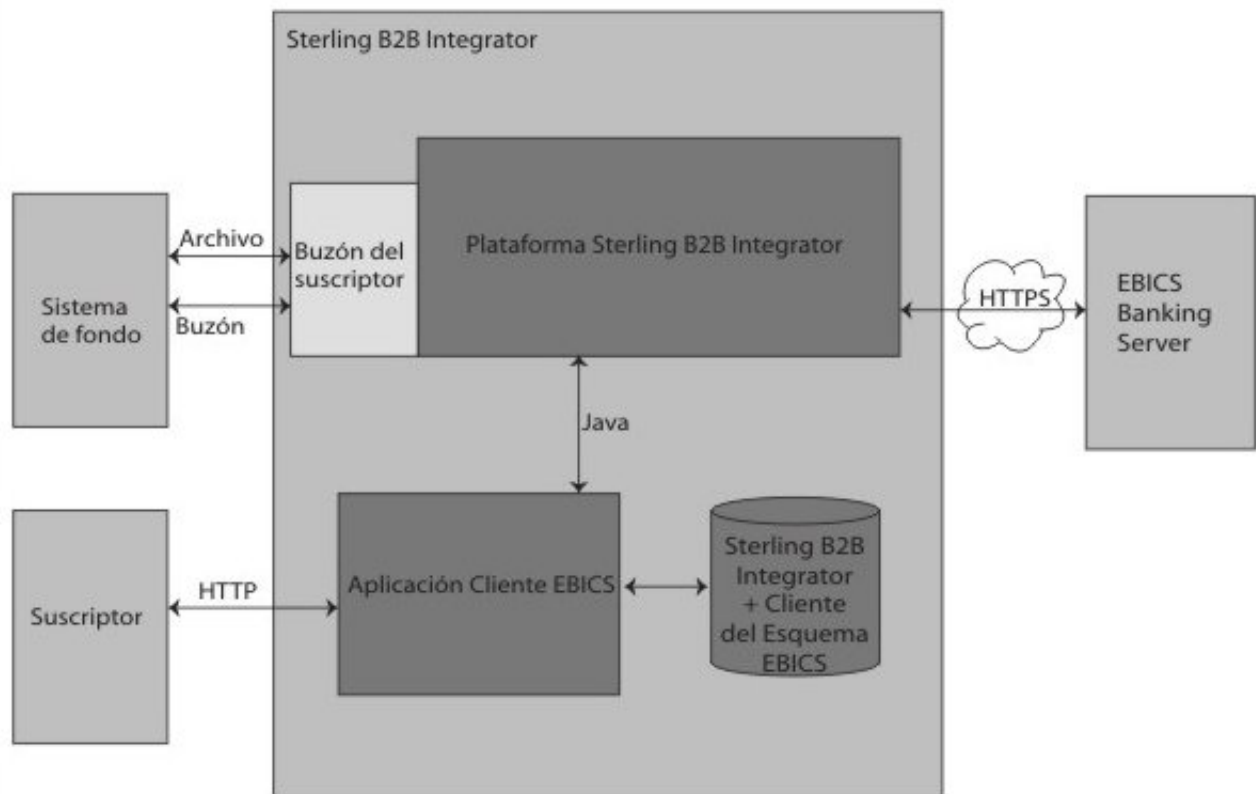 Sterling B2B Integrator
Plataforma Sterling B2B Integrator
Buzón del
suscriptor
Archivo
Buzón
Sistema
de fondo
HTTPS
EBICS
Banking
Server
Java
Suscriptor
HTTP
Aplicación Cliente EBICS
Sterling B2B
Integrator
+ Cliente
del Esquema
EBICS